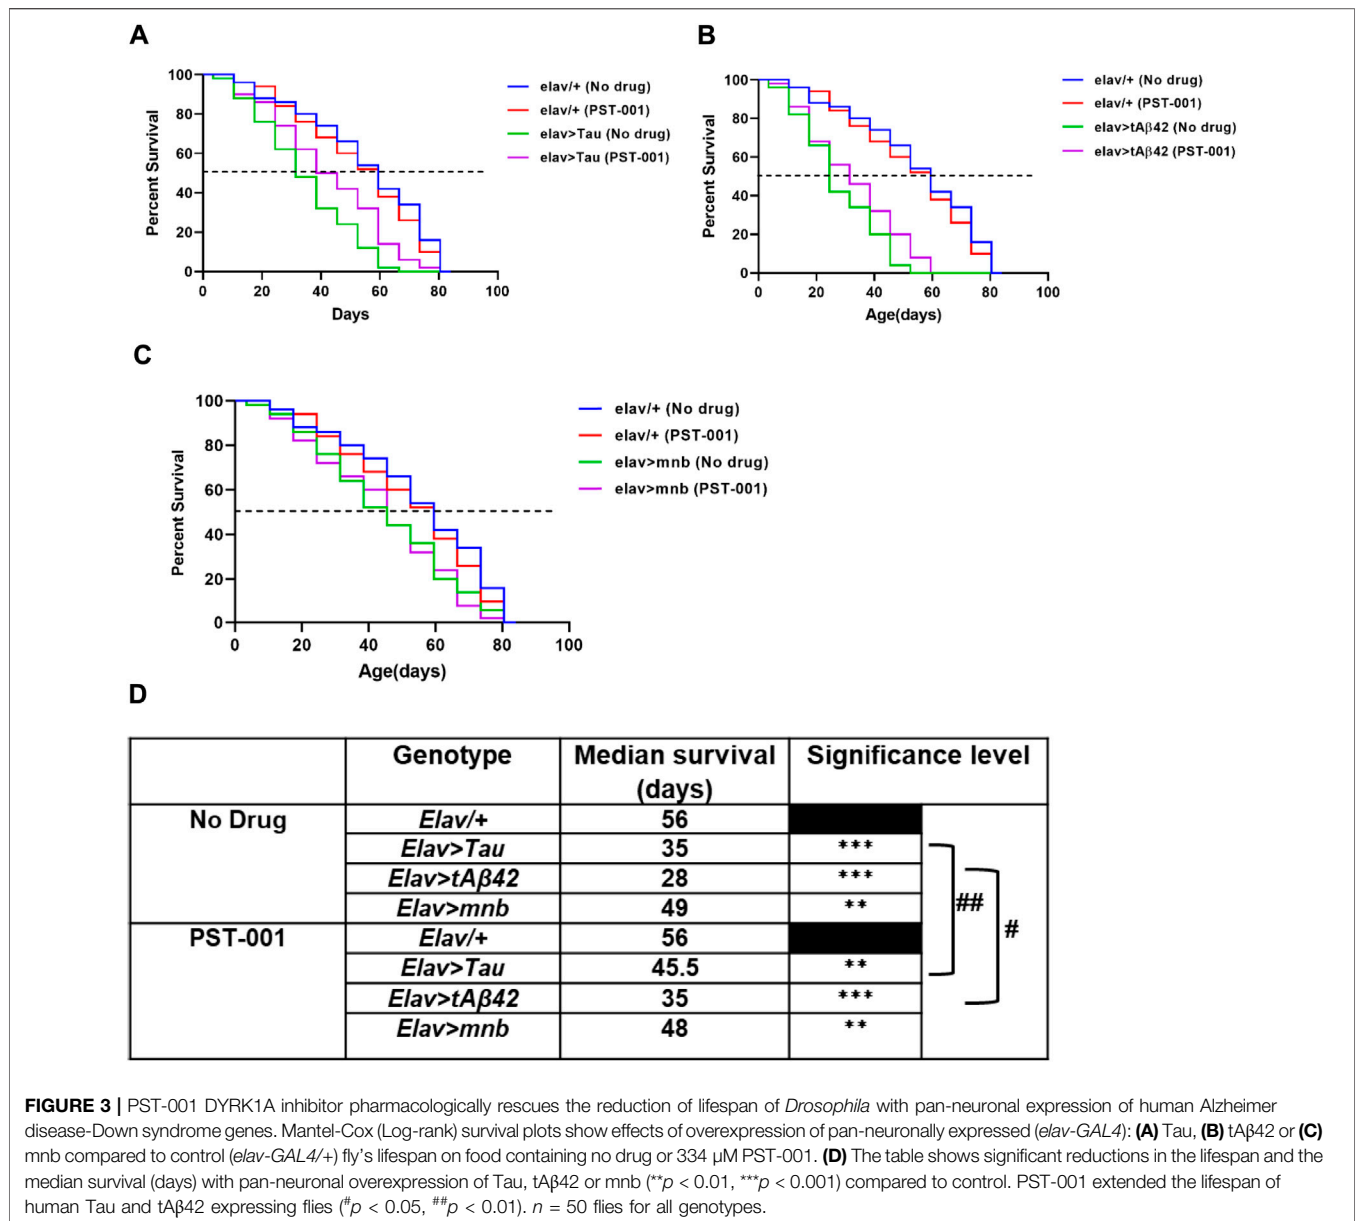 A
100
80
60
40
20
0
Percent Survival
0 20 40 60 80 100
Days
elav/+ (No drug)
elav/+ (PST-001)
elav>Tau (No drug)
elav>Tau (PST-001)
B
100
80
60
40
20
0
Percent Survival
0 20 40 60 80 100
Age(days)
elav/+ (No drug)
elav/+ (PST-001)
elav>tAβ42 (No drug)
elav>tAβ42 (PST-001)
C
100
80
60
40
20
0
Percent Survival
0 20 40 60 80 100
Age(days)
elav/+ (No drug)
elav/+ (PST-001)
elav>mnb (No drug)
elav>mnb (PST-001)
D
Genotype Median survival Significance level
(days)
No Drug Elav/+ 56
Elav>Tau 35 ***
Elav>tAβ42 28 ***
Elav>mnb 49 **
##
PST-001 Elav/+ 56
#
Elav>Tau 45.5 **
Elav>tAβ42 35 ***
Elav>mnb 48 **
FIGURE 3 | PST-001 DYRK1A inhibitor pharmacologically rescues the reduction of lifespan of Drosophila with pan-neuronal expression of human Alzheimer
disease-Down syndrome genes. Mantel-Cox (Log-rank) survival plots show effects of overexpression of pan-neuronally expressed (elav-GAL4): (A) Tau, (B) tAβ42 or (C)
mnb compared to control (elav-GAL4/+) fly's lifespan on food containing no drug or 334 µM PST-001. (D) The table shows significant reductions in the lifespan and the
median survival (days) with pan-neuronal overexpression of Tau, tAβ42 or mnb (**p < 0.01, ***p < 0.001) compared to control. PST-001 extended the lifespan of
human Tau and tAβ42 expressing flies (#p < 0.05, ##p < 0.01). n = 50 flies for all genotypes.